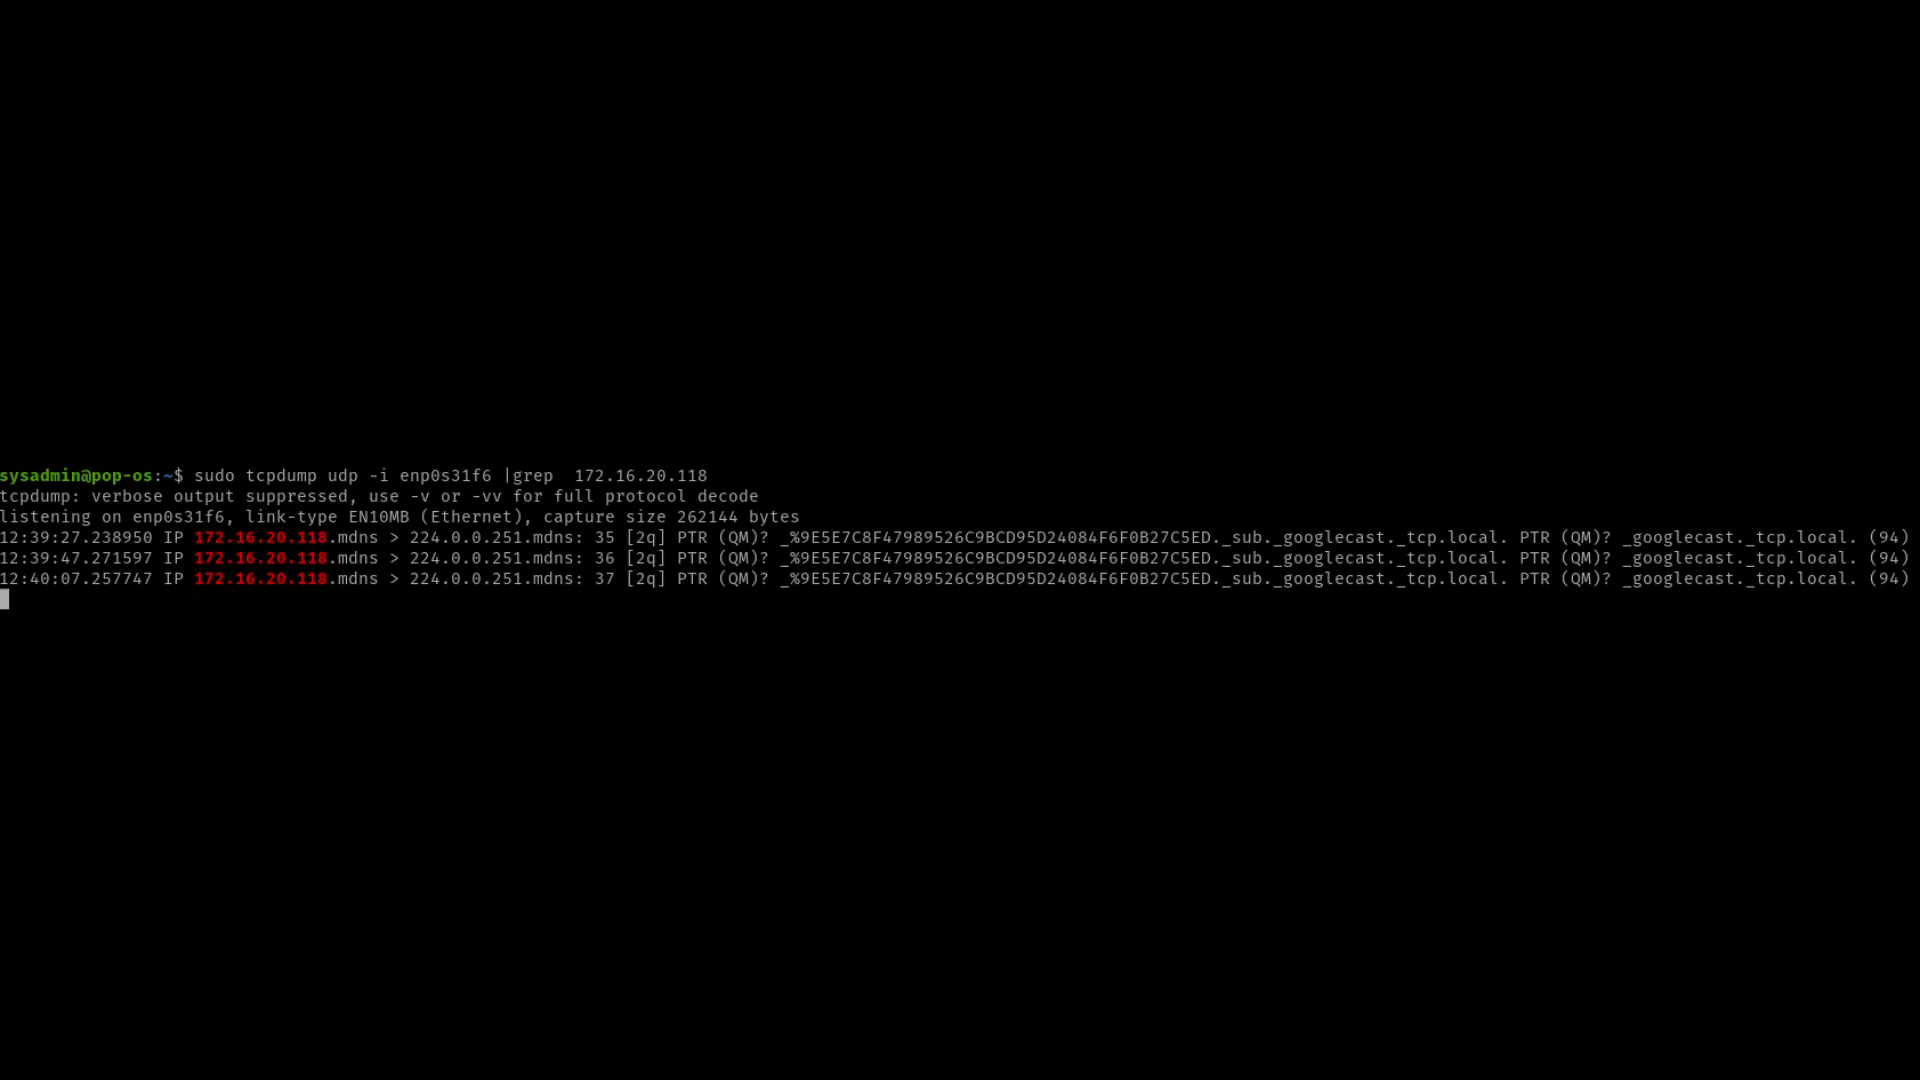 sysadmin@pop-os:~$ sudo tcpdump udp -i enp0s31f6 |grep  172.16.20.118
tcpdump: verbose output suppressed, use -v or -vv for full protocol decode
listening on enp0s31f6, link-type EN10MB (Ethernet), capture size 262144 bytes
12:39:27.238950 IP 172.16.20.118.mdns > 224.0.0.251.mdns: 35 [2q] PTR (QM)? _%9E5E7C8F47989526C9BCD95D24084F6F0B27C5ED._sub._googlecast._tcp.local. PTR (QM)? _googlecast._tcp.local. (94)
12:39:47.271597 IP 172.16.20.118.mdns > 224.0.0.251.mdns: 36 [2q] PTR (QM)? _%9E5E7C8F47989526C9BCD95D24084F6F0B27C5ED._sub._googlecast._tcp.local. PTR (QM)? _googlecast._tcp.local. (94)
12:40:07.257747 IP 172.16.20.118.mdns > 224.0.0.251.mdns: 37 [2q] PTR (QM)? _%9E5E7C8F47989526C9BCD95D24084F6F0B27C5ED._sub._googlecast._tcp.local. PTR (QM)? _googlecast._tcp.local. (94)